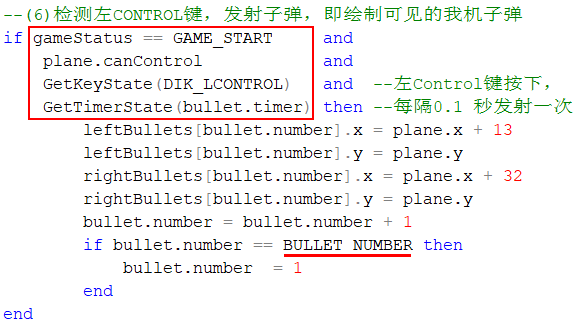 --(6)检测左CONTROL键，发射子弹，即绘制可见的我机子弹
if gameStatus == GAME_START and
plane.canControl and
GetKeyState(DIK_LCONTROL) and --左Control键按下，
GetTimerState(bullet.timer) then --每隔0.1 秒发射一次
leftBullets[bullet.number].x = plane.x + 13
leftBullets[bullet.number].y = plane.y
rightBullets[bullet.number].x = plane.x + 32
rightBullets[bullet.number].y = plane.y
bullet.number = bullet.number + 1
if bullet.number == BULLET_NUMBER then
bullet.number = 1
end
end